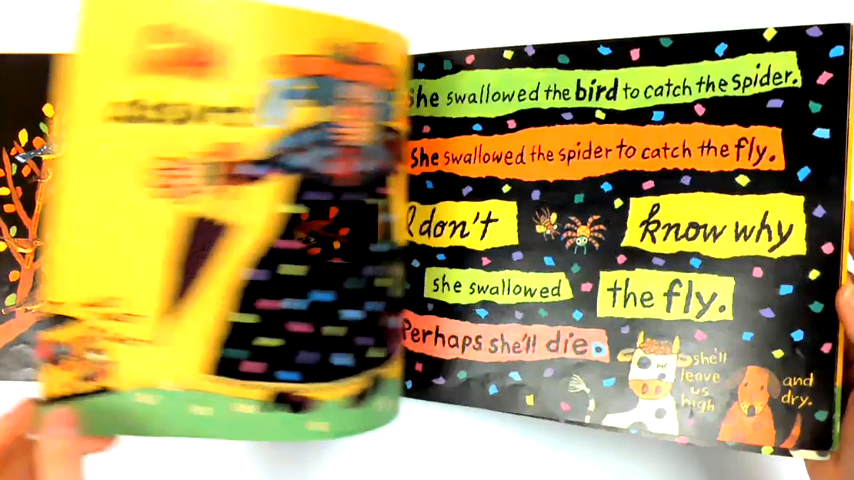 She swallowed the bird to catch the spider.
She swallowed the spider to catch the fly.
I don't know why
she swallowed the fly.
Perhaps she'll die.
she'll
leave
us
high
and
dry.